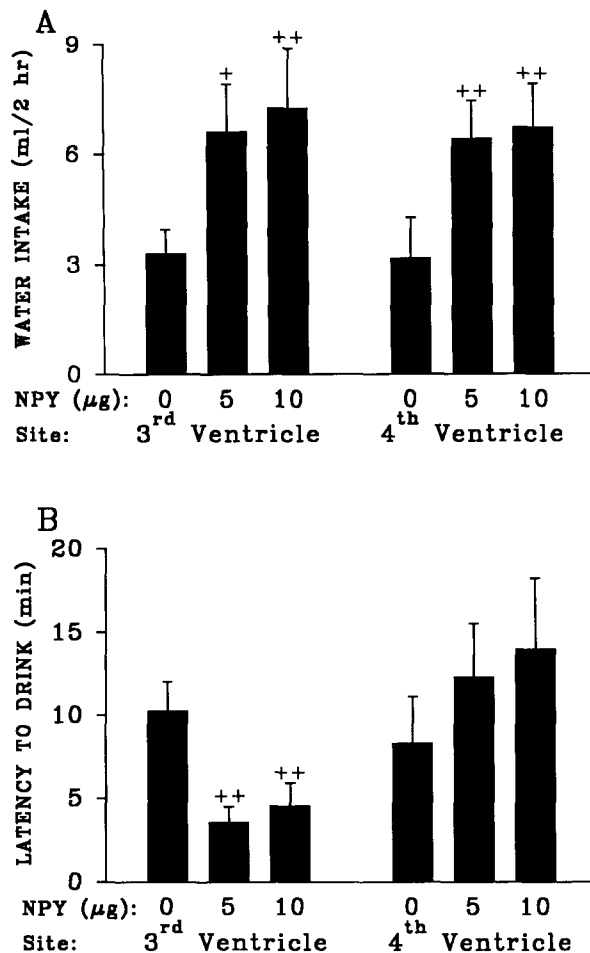 A
WATER INTAKE (ml/2 hr)
9
6
3
0
+
++
++
++
NPY (μg): 0 5 10 0 5 10
Site: 3rd Ventricle 4th Ventricle
B
LATENCY TO DRINK (min)
20
15
10
5
0
++
++
NPY (μg): 0 5 10 0 5 10
Site: 3rd Ventricle 4th Ventricle